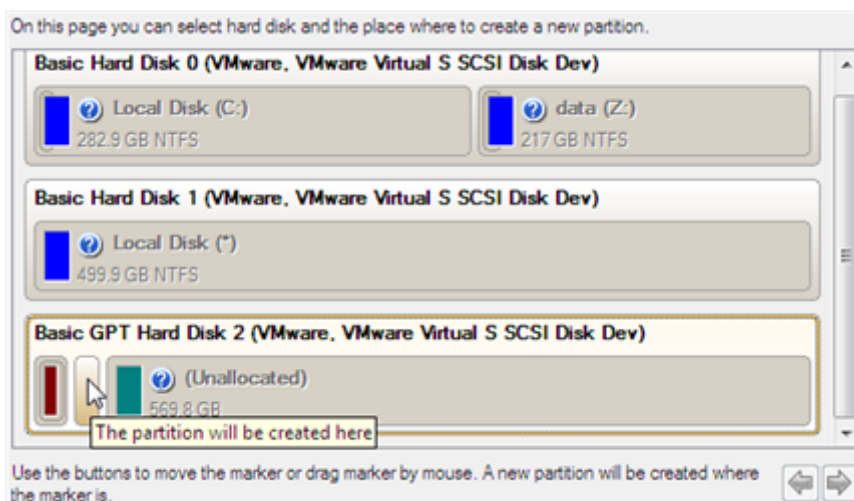 On this page you can select hard disk and the place where to create a new partition.
Basic Hard Disk 0 (VMware, VMware Virtual S SCSI Disk Dev)
Local Disk (C:)
282.9 GB NTFS
data (Z:)
217 GB NTFS
Basic Hard Disk 1 (VMware, VMware Virtual S SCSI Disk Dev)
Local Disk (*)
499.9 GB NTFS
Basic GPT Hard Disk 2 (VMware, VMware Virtual S SCSI Disk Dev)
(Unallocated)
569.8 GB
The partition will be created here
Use the buttons to move the marker or drag marker by mouse. A new partition will be created where
the marker is.